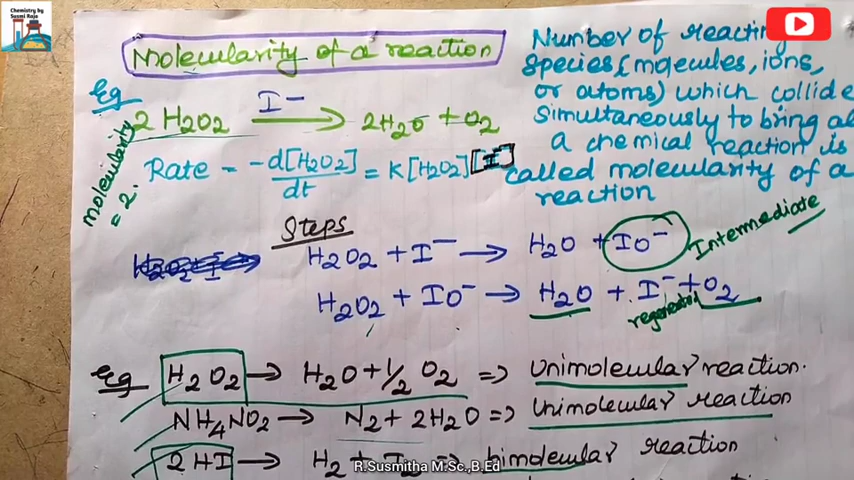 Chemistry by
Susmi Raja
Molecularity of a reaction
Number of reacting
species (molecules, ions,
or atoms) which collide
simultaneously to bring a
a chemical reaction is
called molecularity of a
reaction
Eg
2 H2O2 I⁻ → 2H2O + O2
molecularity
= 2.
Rate = -d[H2O2]/dt = K[H2O2][I⁻]
Steps
H2O2 + I⁻ → H2O + IO⁻ Intermediate
H2O2 + IO⁻ → H2O + I⁻ + O2
Eg H2O2 → H2O + 1/2 O2 ⇒ Unimolecular reaction.
NH4NO2 → N2 + 2H2O ⇒ Unimolecular reaction
2HI → H2 + I2 ⇒ bimolecular reaction
R.Susmitha M.Sc.,B.Ed